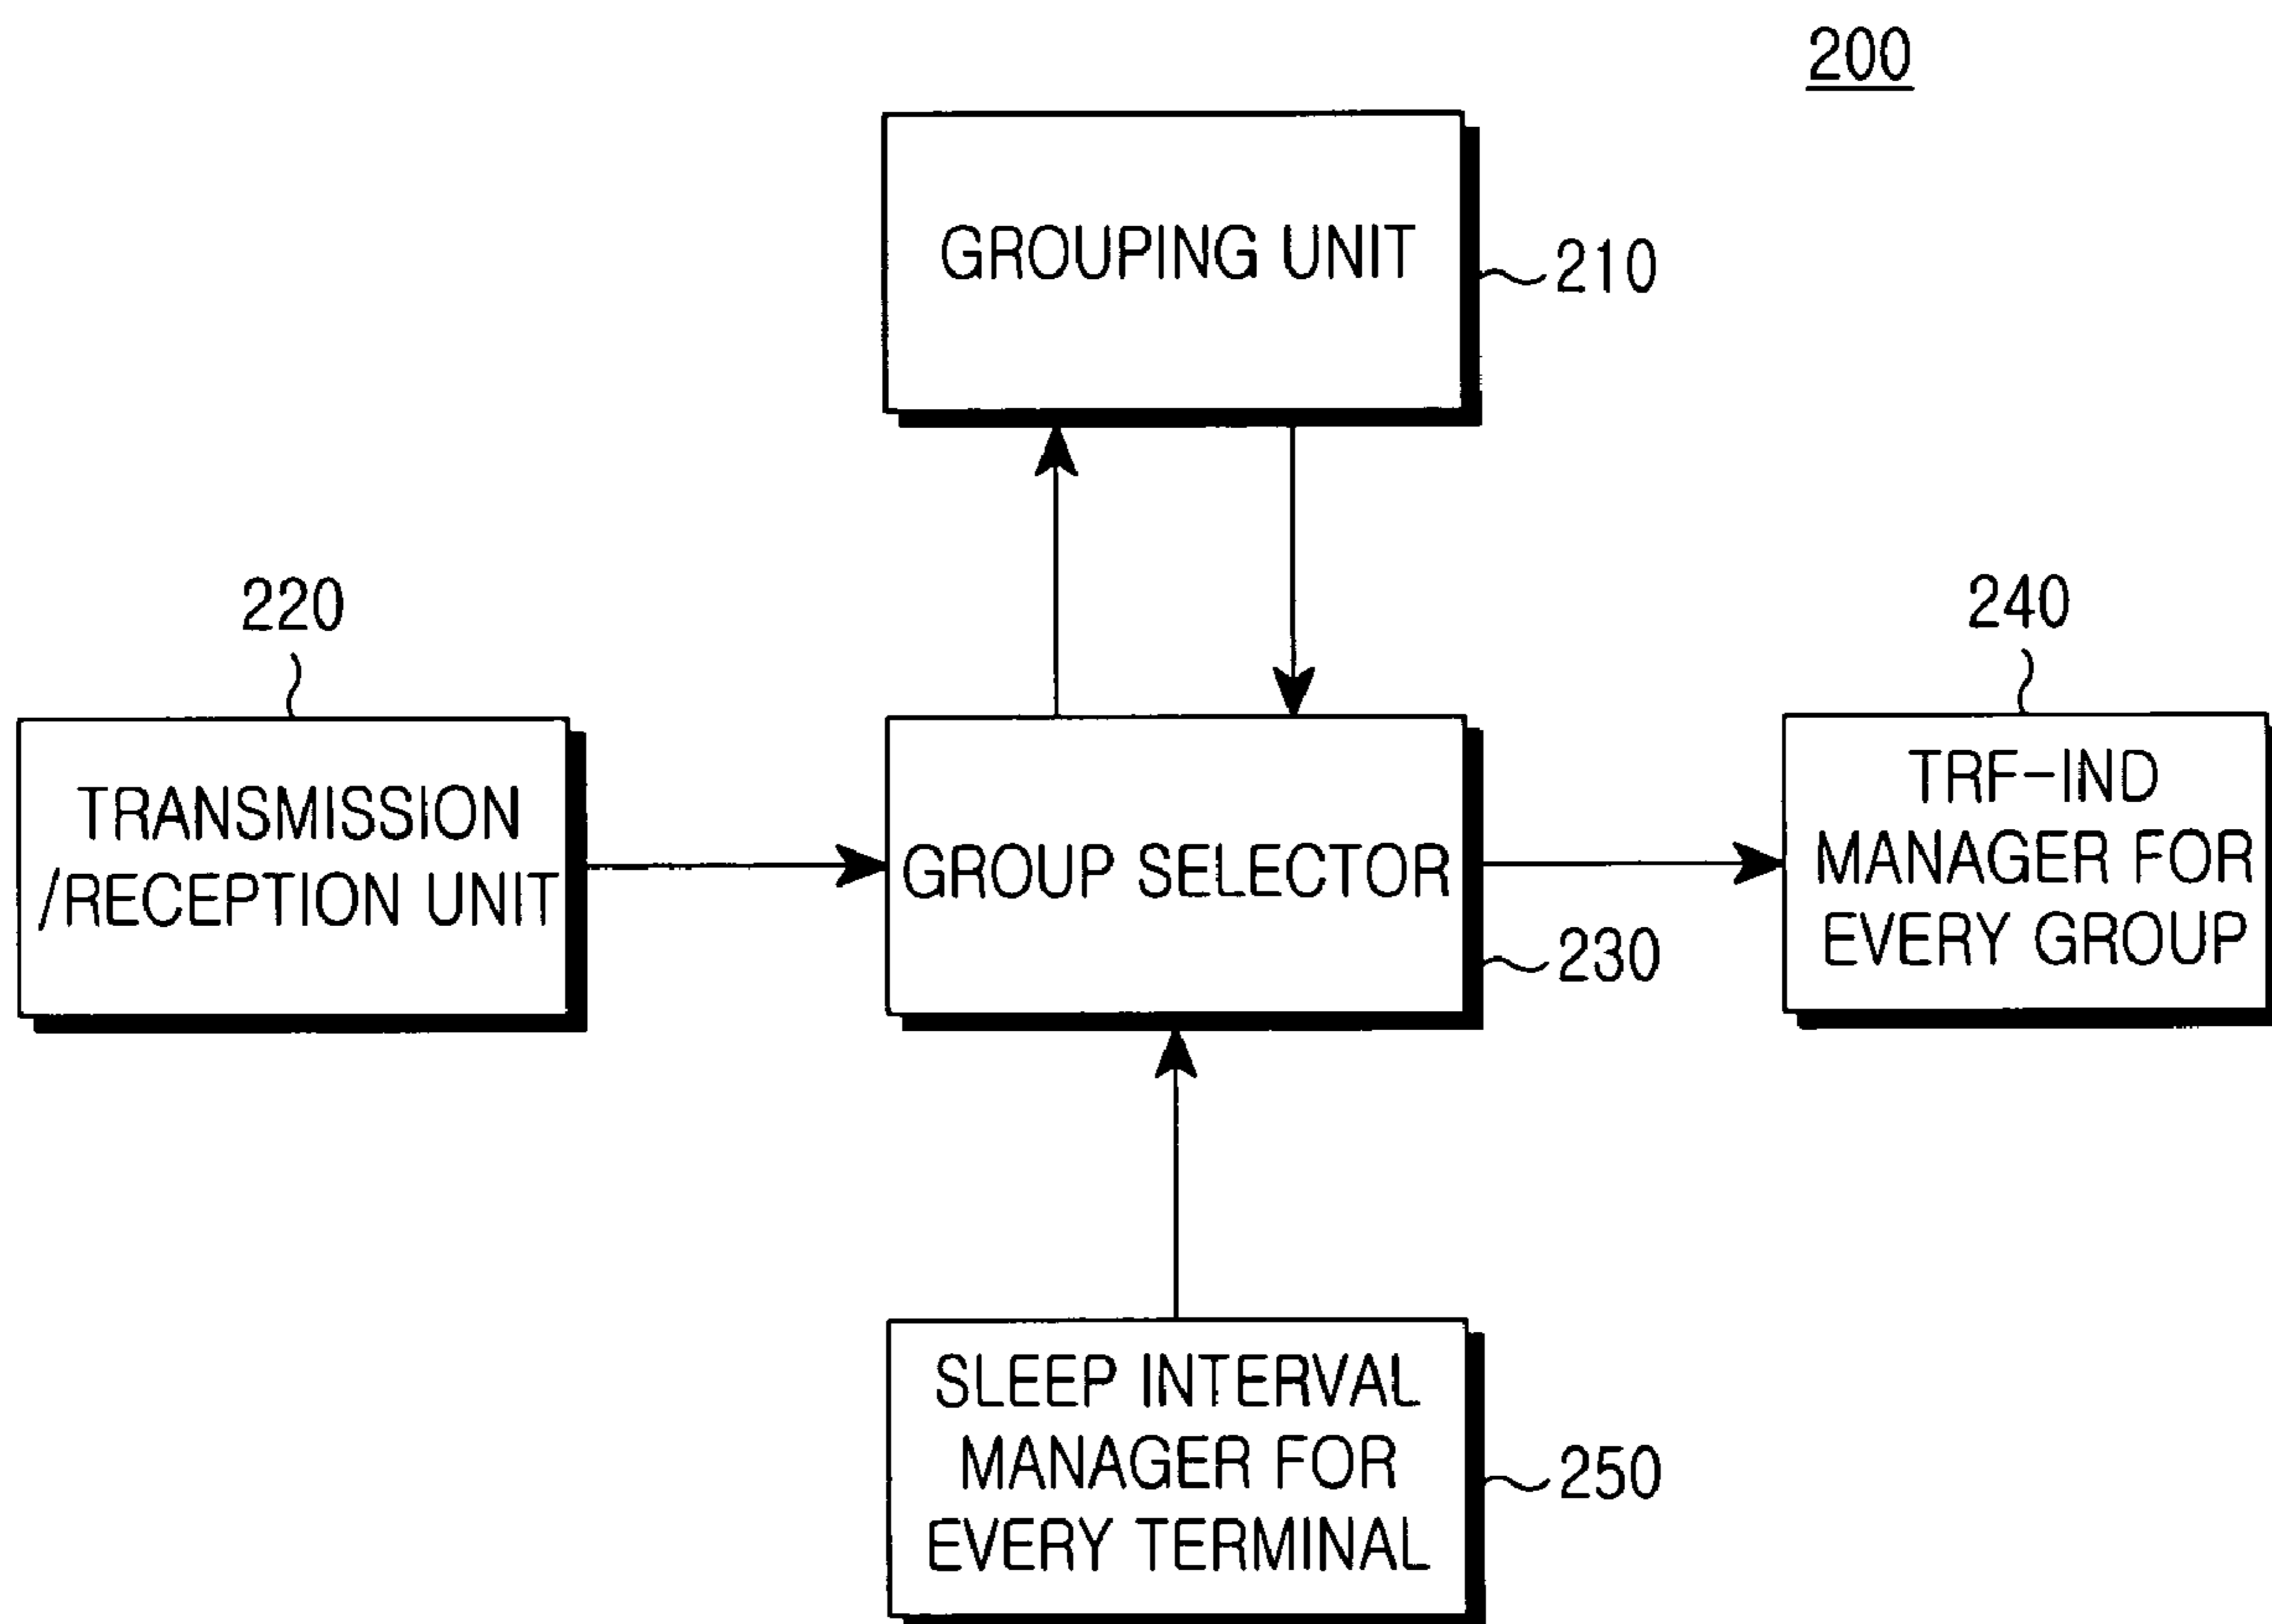 200
GROUPING UNIT
210
220
240
TRANSMISSION
/RECEPTION UNIT
GROUP SELECTOR
230
TRF-IND
MANAGER FOR
EVERY GROUP
SLEEP INTERVAL
MANAGER FOR
EVERY TERMINAL
250